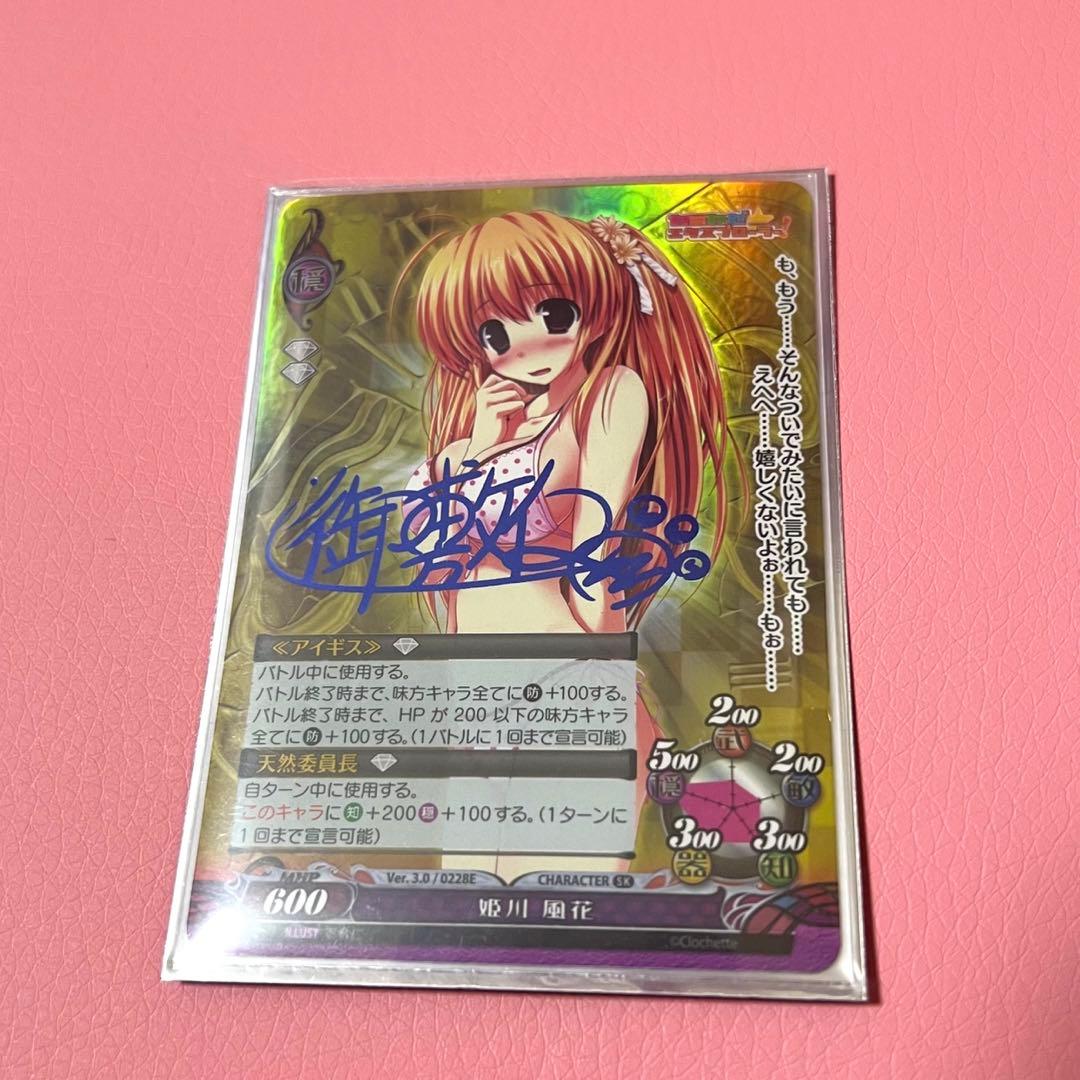 穏
も、もう……そんなついでみたいに言われても……
えへへ……嬉しくないよぉ……もぉ……
≪アイギス≫
バトル中に使用する。
バトル終了時まで、味方キャラ全てに防+100する。
バトル終了時まで、HP が 200 以下の味方キャラ
全てに防+100する。(1バトルに1回まで宣言可能)
天然委員長
自ターン中に使用する。
このキャラに知+200穏+100する。(1ターンに
1回まで宣言可能)
200
武
500
穏
200
敏
300
器
300
知
MHP
600
Ver. 3.0 / 0228E
CHARACTER SK
姫川 風花
ILLUST
©Clochette